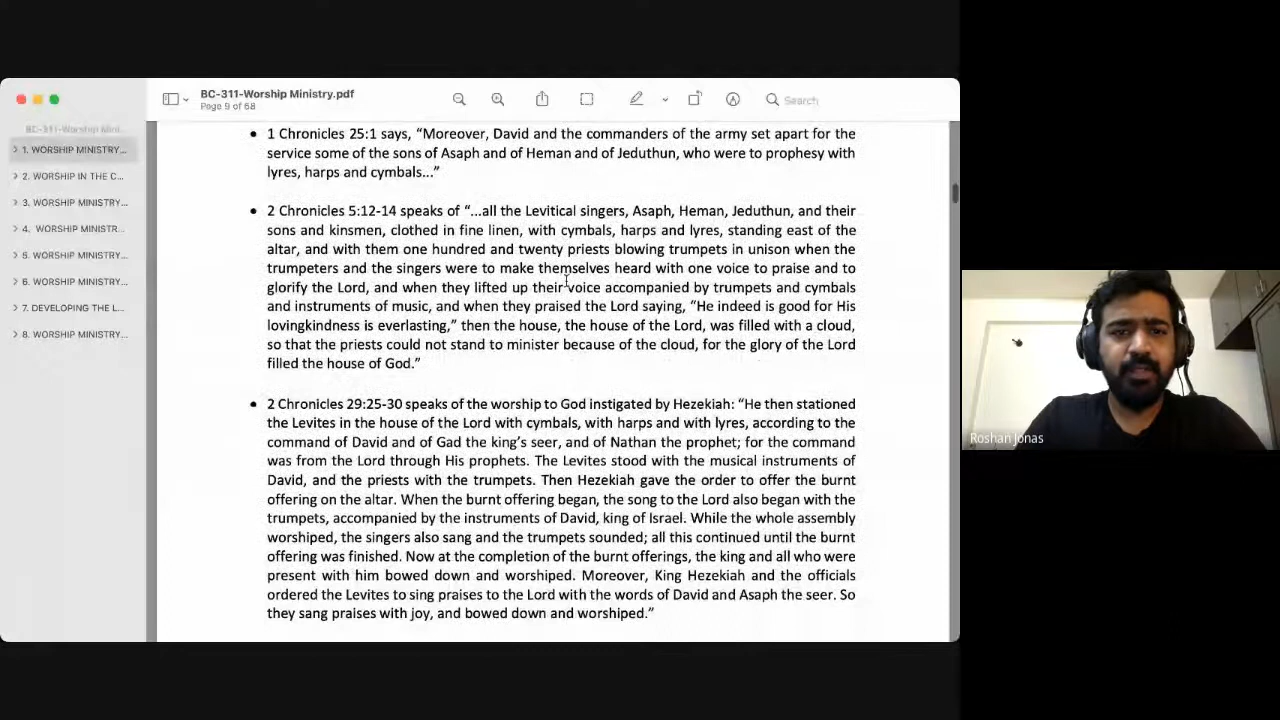 BC-311-Worship Ministry.pdf
Page 9 of 68
Search
BC-311-Worship Mini...
1. WORSHIP MINISTRY...
2. WORSHIP IN THE C...
3. WORSHIP MINISTRY...
4. WORSHIP MINISTR...
5. WORSHIP MINISTRY...
6. WORSHIP MINISTRY...
7. DEVELOPING THE L...
8. WORSHIP MINISTRY...
• 1 Chronicles 25:1 says, “Moreover, David and the commanders of the army set apart for the
service some of the sons of Asaph and of Heman and of Jeduthun, who were to prophesy with
lyres, harps and cymbals...”
• 2 Chronicles 5:12-14 speaks of “...all the Levitical singers, Asaph, Heman, Jeduthun, and their
sons and kinsmen, clothed in fine linen, with cymbals, harps and lyres, standing east of the
altar, and with them one hundred and twenty priests blowing trumpets in unison when the
trumpeters and the singers were to make themselves heard with one voice to praise and to
glorify the Lord, and when they lifted up their voice accompanied by trumpets and cymbals
and instruments of music, and when they praised the Lord saying, “He indeed is good for His
lovingkindness is everlasting,” then the house, the house of the Lord, was filled with a cloud,
so that the priests could not stand to minister because of the cloud, for the glory of the Lord
filled the house of God.”
• 2 Chronicles 29:25-30 speaks of the worship to God instigated by Hezekiah: “He then stationed
the Levites in the house of the Lord with cymbals, with harps and with lyres, according to the
command of David and of Gad the king’s seer, and of Nathan the prophet; for the command
was from the Lord through His prophets. The Levites stood with the musical instruments of
David, and the priests with the trumpets. Then Hezekiah gave the order to offer the burnt
offering on the altar. When the burnt offering began, the song to the Lord also began with the
trumpets, accompanied by the instruments of David, king of Israel. While the whole assembly
worshiped, the singers also sang and the trumpets sounded; all this continued until the burnt
offering was finished. Now at the completion of the burnt offerings, the king and all who were
present with him bowed down and worshiped. Moreover, King Hezekiah and the officials
ordered the Levites to sing praises to the Lord with the words of David and Asaph the seer. So
they sang praises with joy, and bowed down and worshiped.”
Roshan Jonas